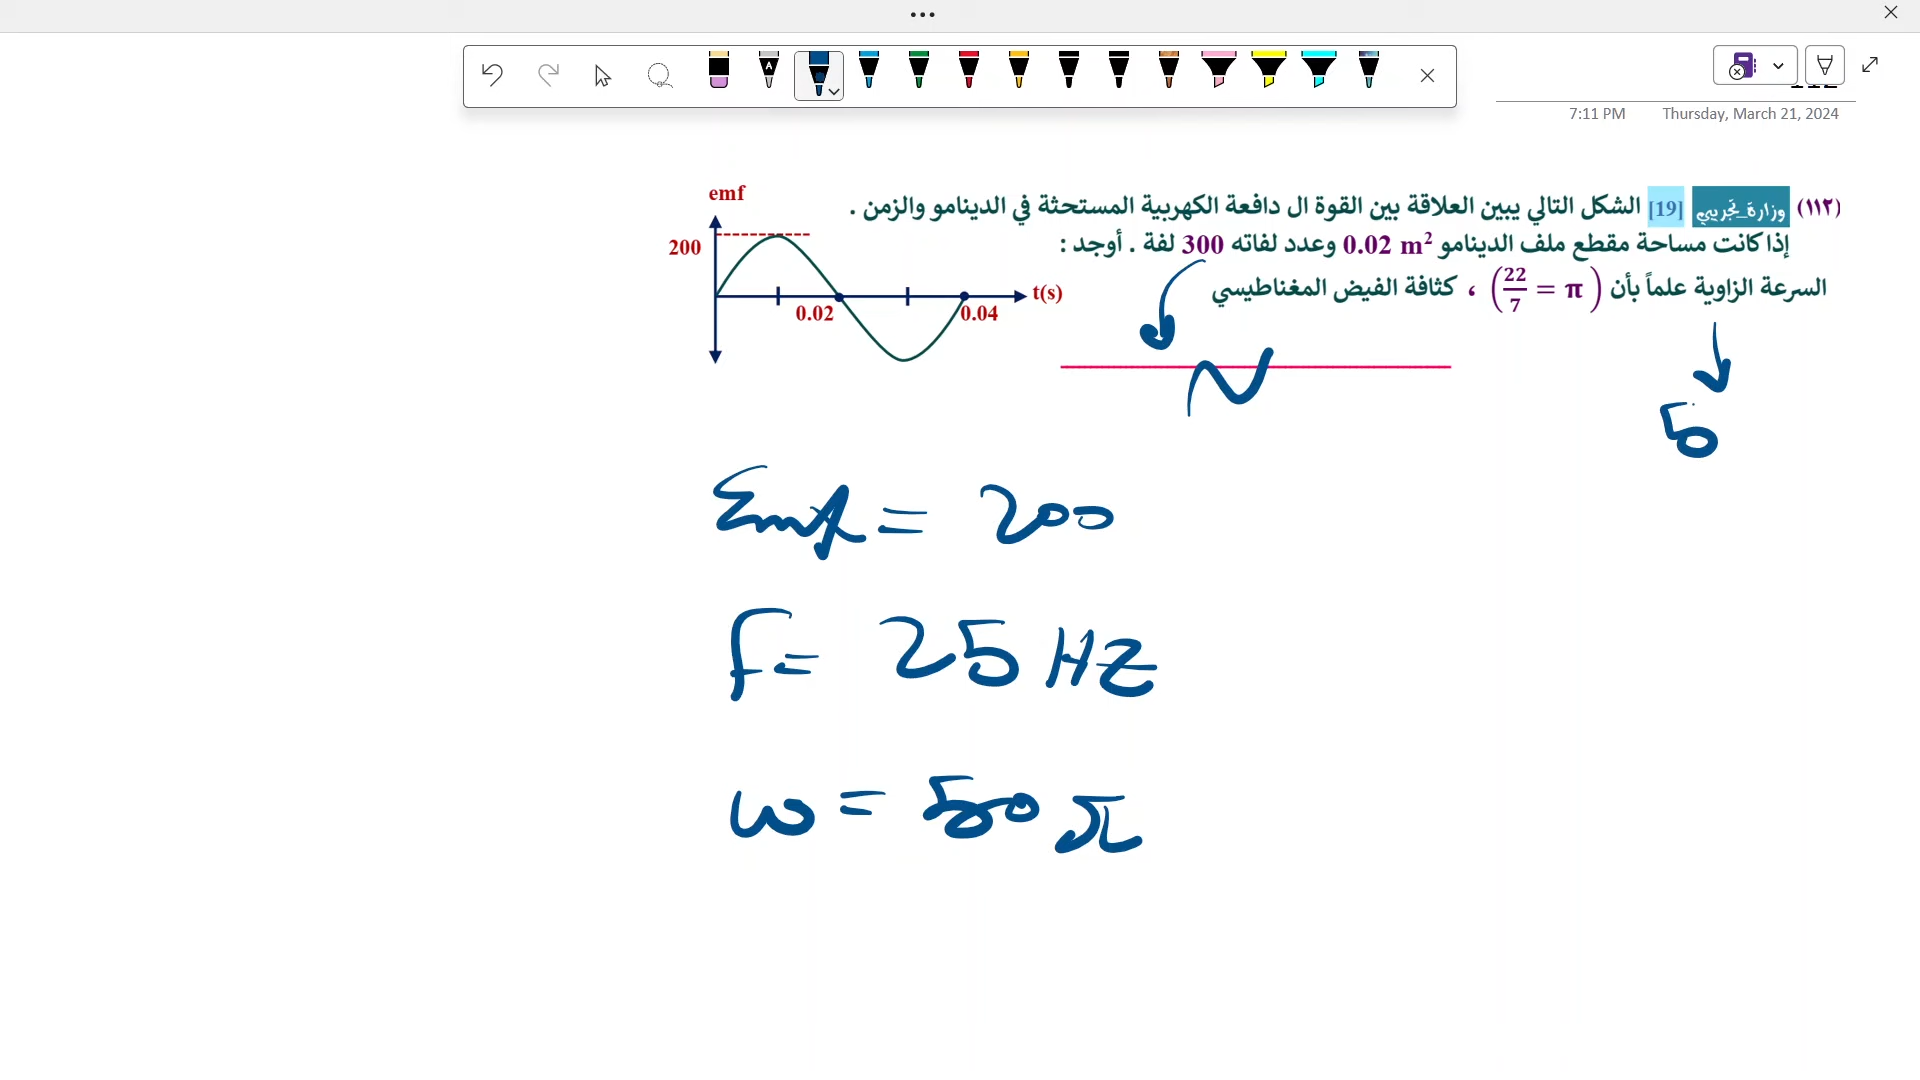 112
7:11 PM Thursday, March 21, 2024
(١١٢) وزارة_تجريبي [19] الشكل التالي يبين العلاقة بين القوة ال دافعة الكهربية المستحثة في الدينامو والزمن .
إذا كانت مساحة مقطع ملف الدينامو 0.02 m² وعدد لفاته 300 لفة . أوجد :
السرعة الزاوية علماً بأن (22/7 = π) ، كثافة الفيض المغناطيسي
emf
200
0.02
0.04
t(s)
N
Emf = 200
F = 25 HZ
ω = 50 π